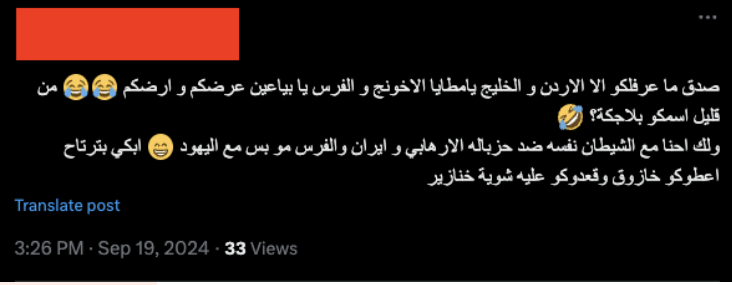 صدق ما عرفلكو الا الاردن و الخليج يامطايا الاخونج و الفرس يا بياعين عرضكم و ارضكم 😂😂 من
قليل اسمكو بلاجكة؟ 🤣
ولك احنا مع الشيطان نفسه ضد حزباله الارهابي و ايران والفرس مو بس مع اليهود 😁 ابكي بترتاح
اعطوكو خازوق وقعدوكو عليه شوية خنازير
Translate post
3:26 PM · Sep 19, 2024 · 33 Views